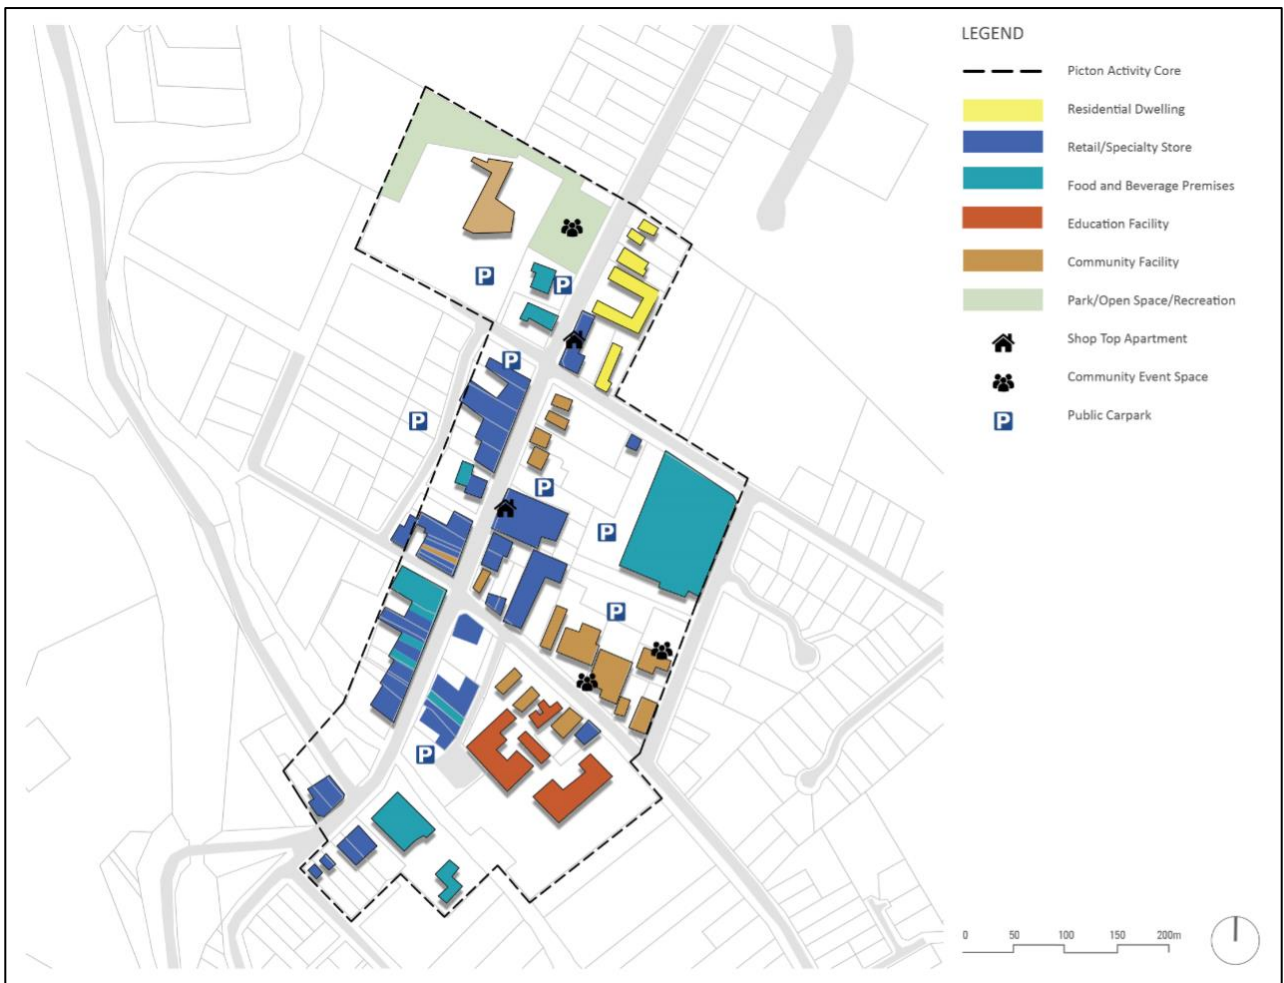 LEGEND
Picton Activity Core
Residential Dwelling
Retail/Specialty Store
Food and Beverage Premises
Education Facility
Community Facility
Park/Open Space/Recreation
Shop Top Apartment
Community Event Space
P Public Carpark
P
P
P
P
P
P
P
P
0 50 100 150 200m